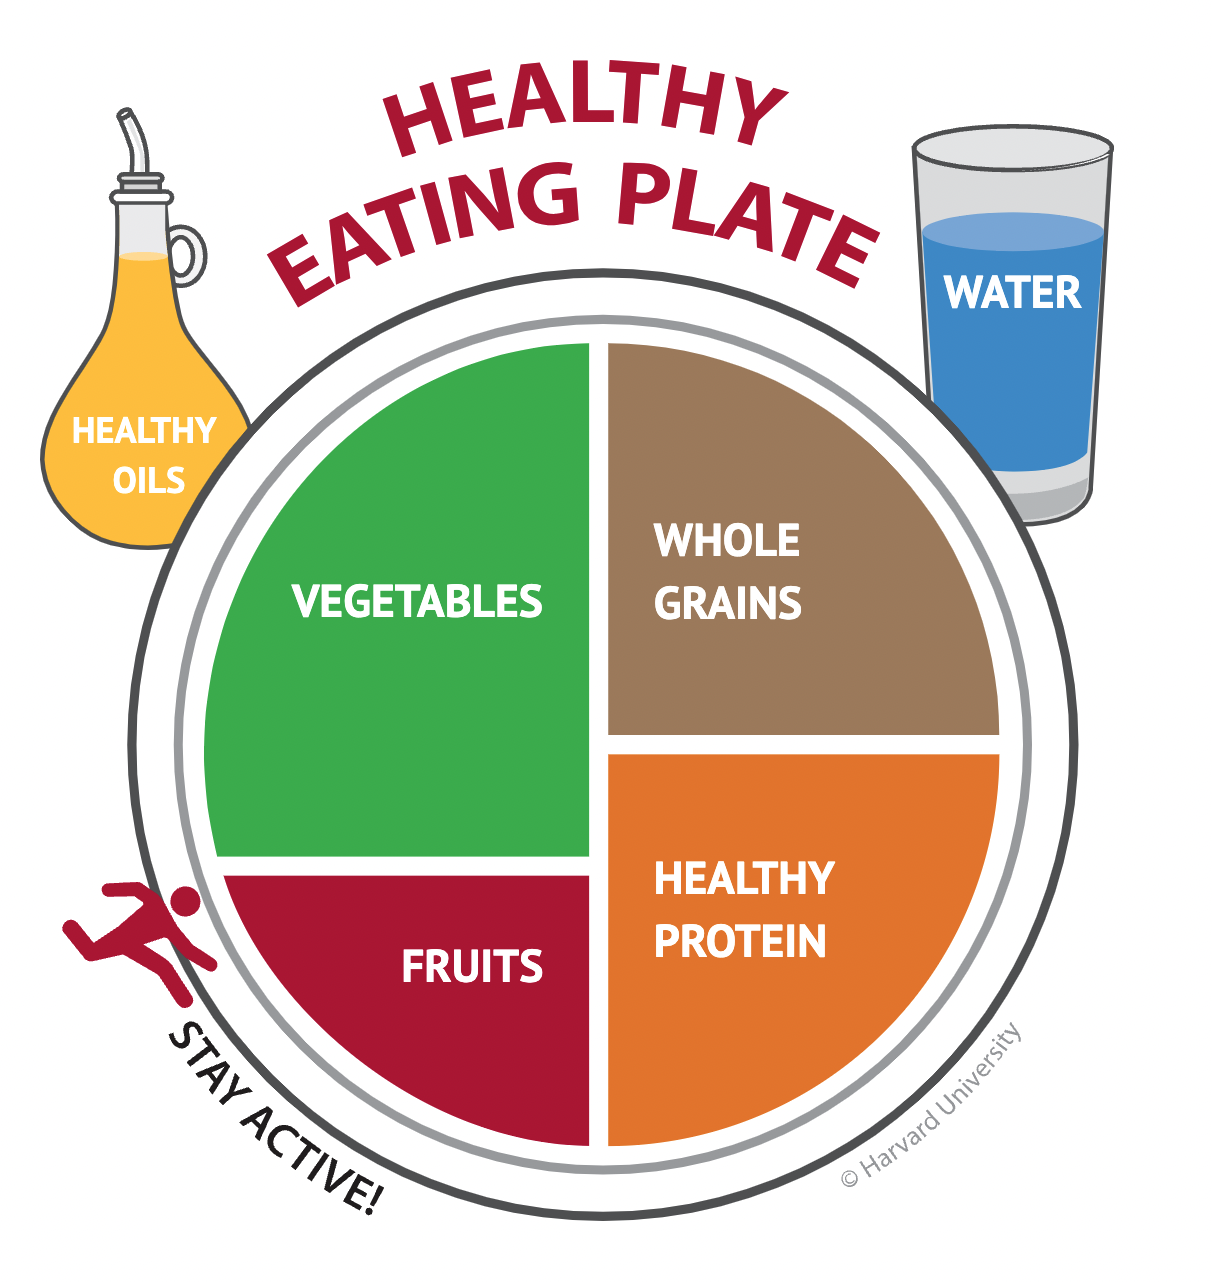 HEALTHY
EATING PLATE
HEALTHY
OILS
WATER
VEGETABLES
WHOLE
GRAINS
FRUITS
HEALTHY
PROTEIN
STAY ACTIVE!
© Harvard University